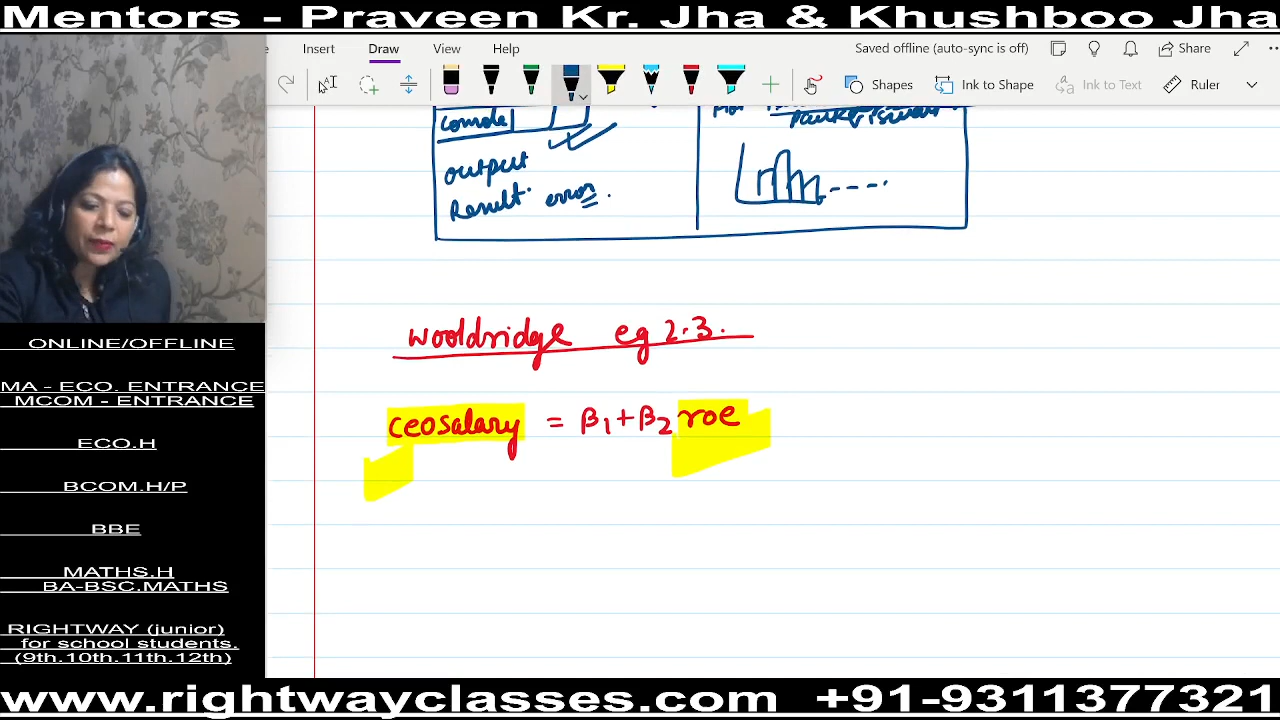 Mentors - Praveen Kr. Jha & Khushboo Jha
Insert Draw View Help
Saved offline (auto-sync is off)
Share
Shapes
Ink to Shape
Ink to Text
Ruler
output
Result error
wooldridge eg 2.3.
ceosalary = β1+β2 roe
ONLINE/OFFLINE
MA - ECO. ENTRANCE
MCOM - ENTRANCE
ECO.H
BCOM.H/P
BBE
MATHS.H
BA-BSC.MATHS
RIGHTWAY (junior)
for school students.
(9th.10th.11th.12th)
www.rightwayclasses.com +91-9311377321